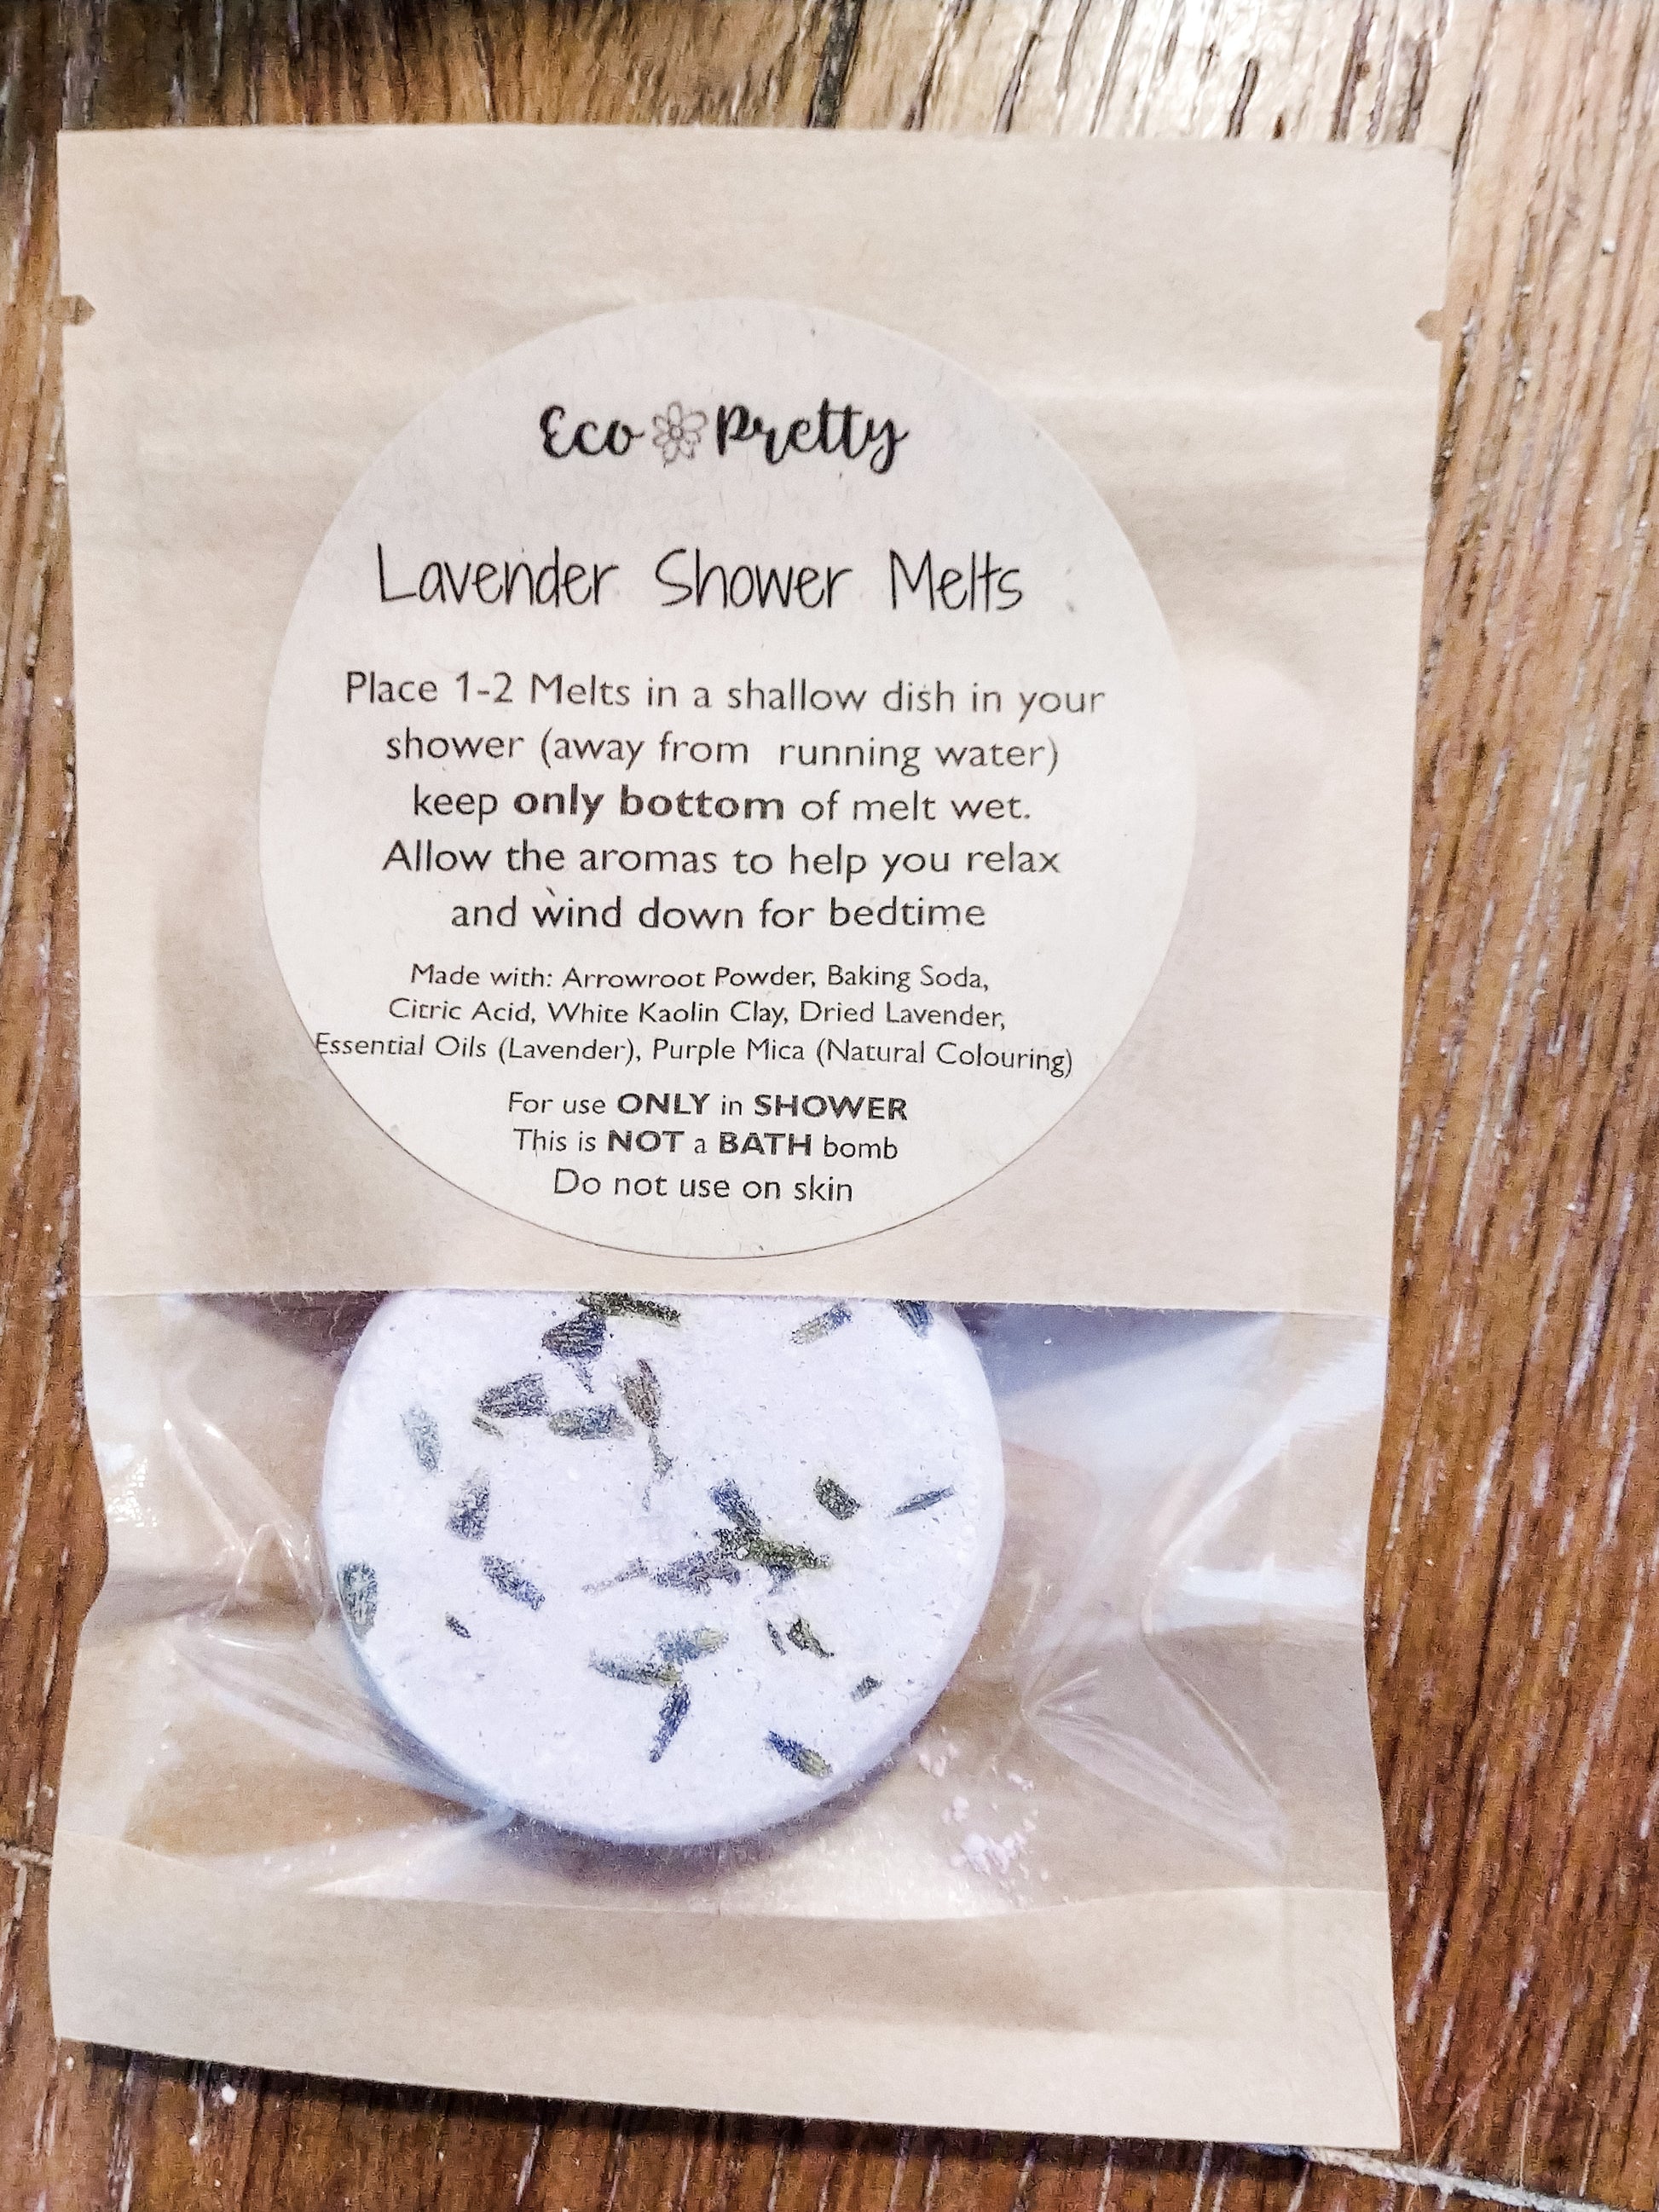 Eco Pretty
Lavender Shower Melts
Place 1-2 Melts in a shallow dish in your
shower (away from running water)
keep only bottom of melt wet.
Allow the aromas to help you relax
and wind down for bedtime
Made with: Arrowroot Powder, Baking Soda,
Citric Acid, White Kaolin Clay, Dried Lavender,
Essential Oils (Lavender), Purple Mica (Natural Colouring)
For use ONLY in SHOWER
This is NOT a BATH bomb
Do not use on skin